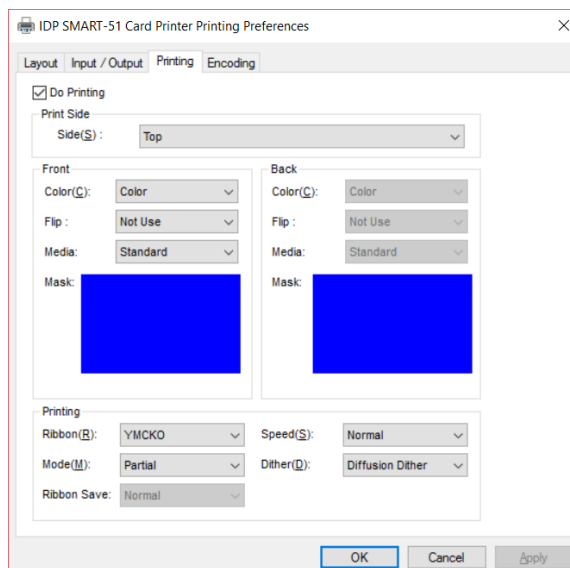 IDP SMART-51 Card Printer Printing Preferences
Layout Input / Output Printing Encoding
Do Printing
Print Side
Side(S) : Top
Front Back
Color(C): Color Color(C): Color
Flip : Not Use Flip : Not Use
Media: Standard Media: Standard
Mask: Mask:
Printing
Ribbon(R): YMCKO Speed(S): Normal
Mode(M): Partial Dither(D): Diffusion Dither
Ribbon Save: Normal
OK Cancel Apply